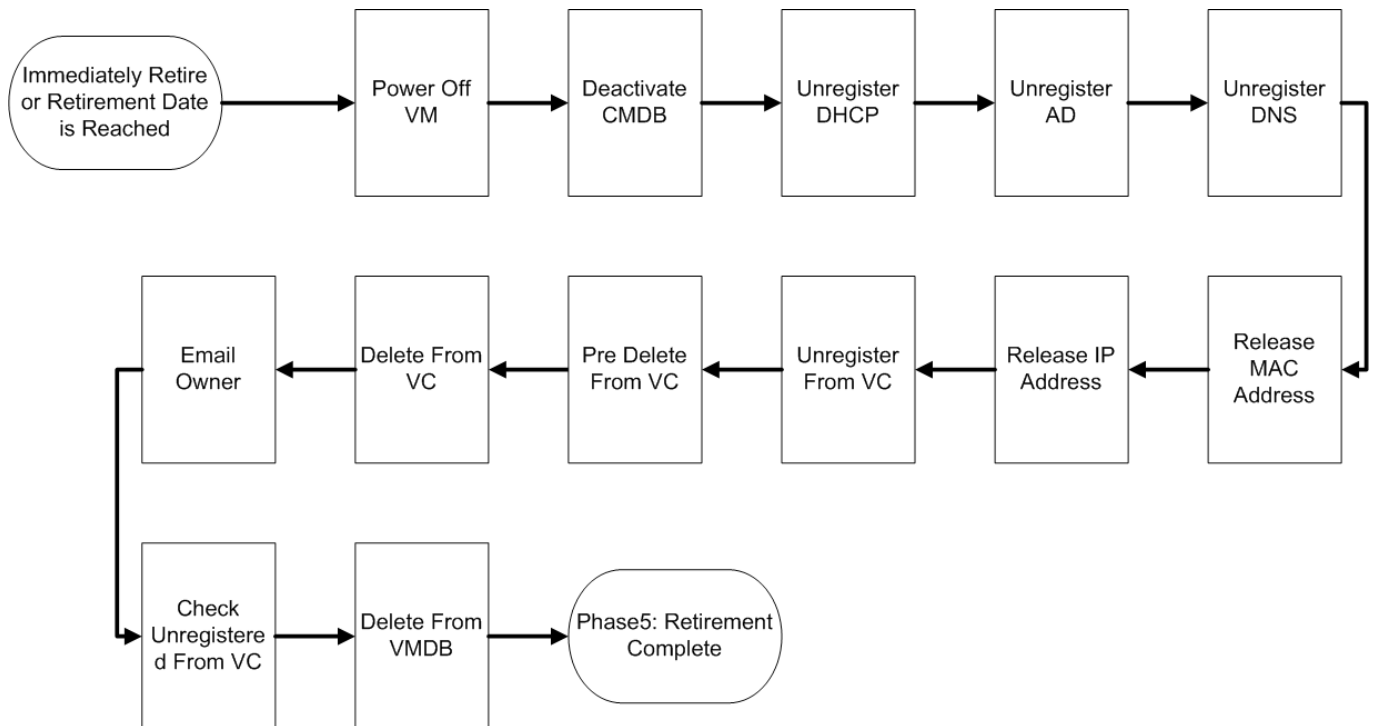 Immediately Retire
or Retirement Date
is Reached
Power Off
VM
Deactivate
CMDB
Unregister
DHCP
Unregister
AD
Unregister
DNS
Release
MAC
Address
Release IP
Address
Unregister
From VC
Pre Delete
From VC
Delete From
VC
Email
Owner
Check
Unregistere
d From VC
Delete From
VMDB
Phase5: Retirement
Complete